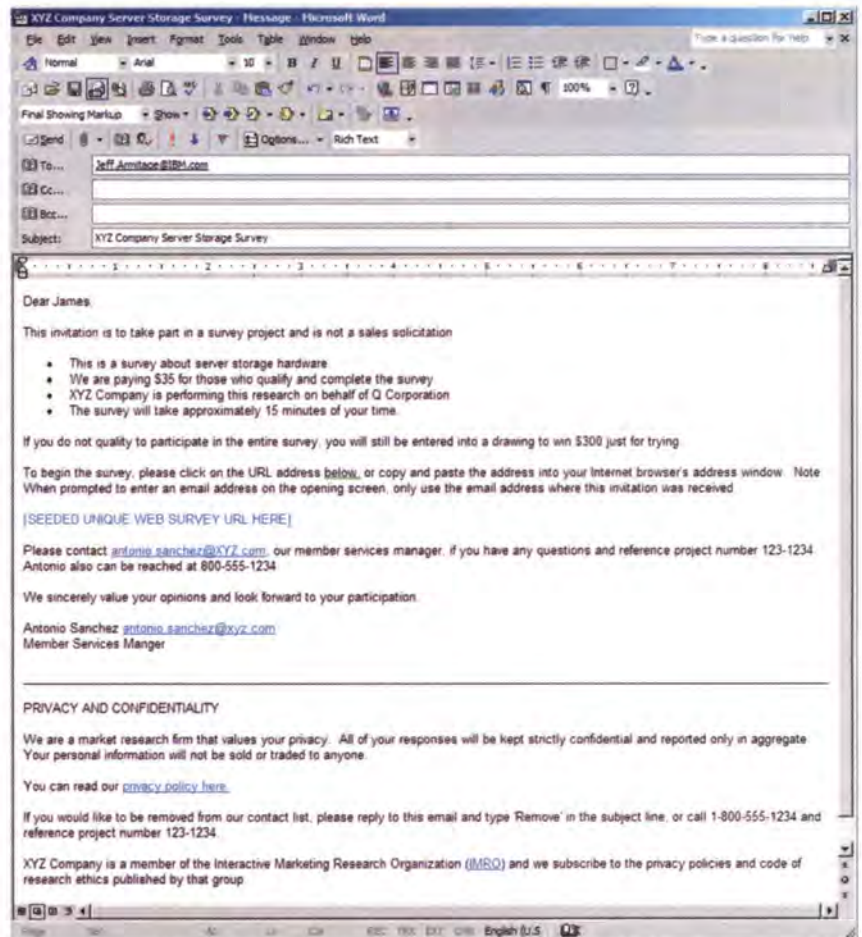 XYZ Company Server Storage Survey - Message - Microsoft Word
File Edit View Insert Format Tools Table Window Help Type a question for help
Normal Arial 10 B I U
100%
Final Showing Markup Show
Send Options... Rich Text
To... Jeff.Armitage@IBM.com
Cc...
Bcc...
Subject: XYZ Company Server Storage Survey
1 2 3 4 5 6 7 8
Dear James,
This invitation is to take part in a survey project and is not a sales solicitation
• This is a survey about server storage hardware
• We are paying $35 for those who qualify and complete the survey
• XYZ Company is performing this research on behalf of Q Corporation
• The survey will take approximately 15 minutes of your time.
If you do not quality to participate in the entire survey, you will still be entered into a drawing to win $300 just for trying.
To begin the survey, please click on the URL address below, or copy and paste the address into your Internet browser's address window. Note:
When prompted to enter an email address on the opening screen, only use the email address where this invitation was received
[SEEDED UNIQUE WEB SURVEY URL HERE]
Please contact antonio.sanchez@XYZ.com, our member services manager, if you have any questions and reference project number 123-1234.
Antonio also can be reached at 800-555-1234
We sincerely value your opinions and look forward to your participation.
Antonio Sanchez antonio.sanchez@xyz.com
Member Services Manger
PRIVACY AND CONFIDENTIALITY
We are a market research firm that values your privacy. All of your responses will be kept strictly confidential and reported only in aggregate.
Your personal information will not be sold or traded to anyone.
You can read our privacy policy here.
If you would like to be removed from our contact list, please reply to this email and type 'Remove' in the subject line, or call 1-800-555-1234 and
reference project number 123-1234.
XYZ Company is a member of the Interactive Marketing Research Organization (IMRO) and we subscribe to the privacy policies and code of
research ethics published by that group.
Page Sec At Ln Col REC TRK EXT OVR English (U.S